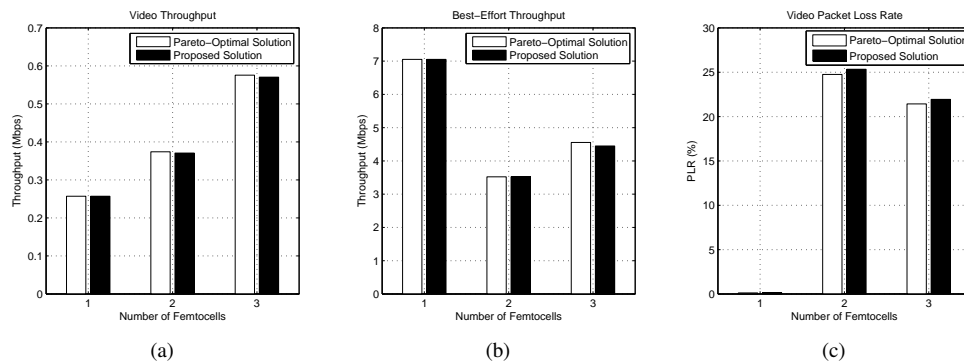 Video Throughput
0.7
0.6
0.5
0.4
0.3
0.2
0.1
0
Throughput (Mbps)
Pareto−Optimal Solution
Proposed Solution
1 2 3
Number of Femtocells
(a)
Best−Effort Throughput
8
7
6
5
4
3
2
1
0
Throughput (Mbps)
Pareto−Optimal Solution
Proposed Solution
1 2 3
Number of Femtocells
(b)
Video Packet Loss Rate
30
25
20
15
10
5
0
PLR (%)
Pareto−Optimal Solution
Proposed Solution
1 2 3
Number of Femtocells
(c)